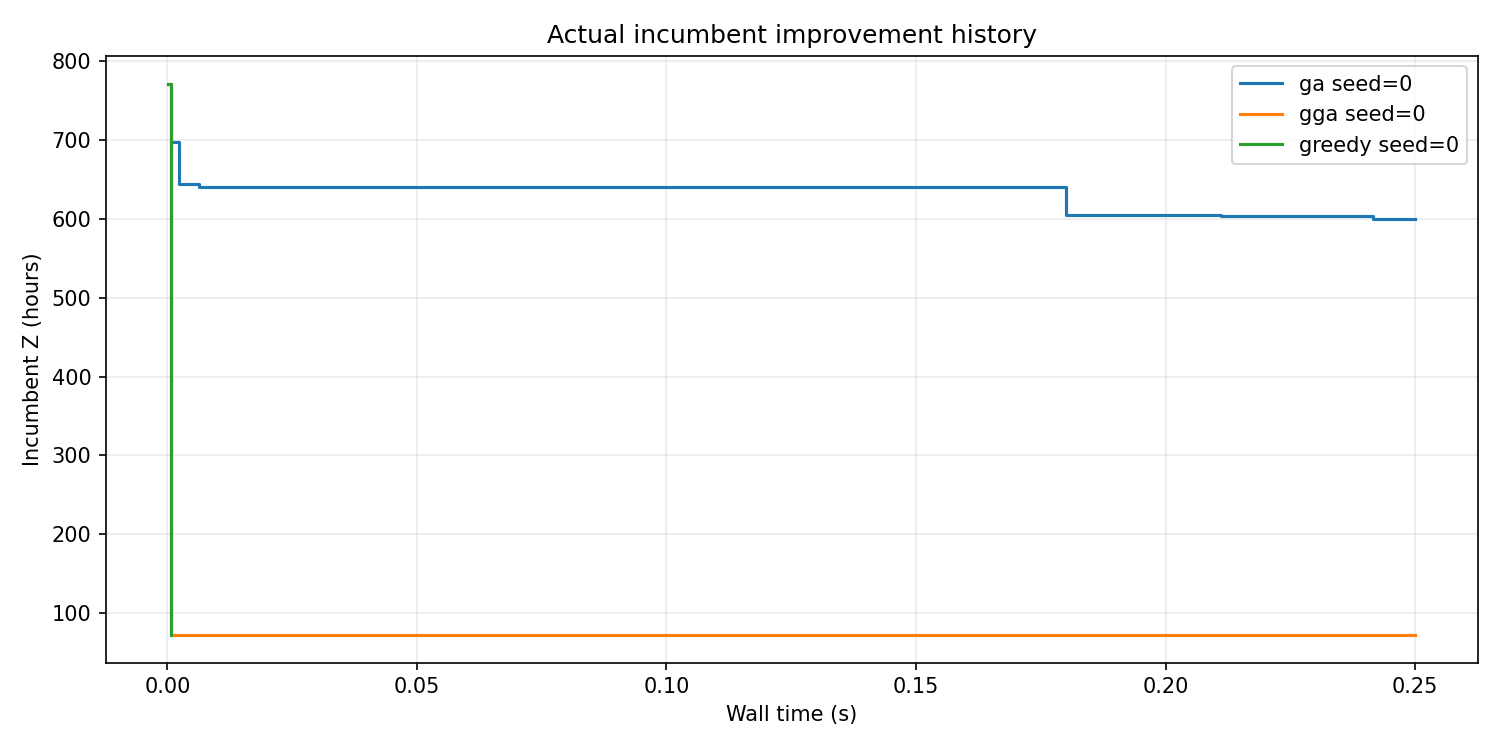 Actual incumbent improvement history
ga seed=0
gga seed=0
greedy seed=0
Incumbent Z (hours)
800
700
600
500
400
300
200
100
0.00 0.05 0.10 0.15 0.20 0.25
Wall time (s)